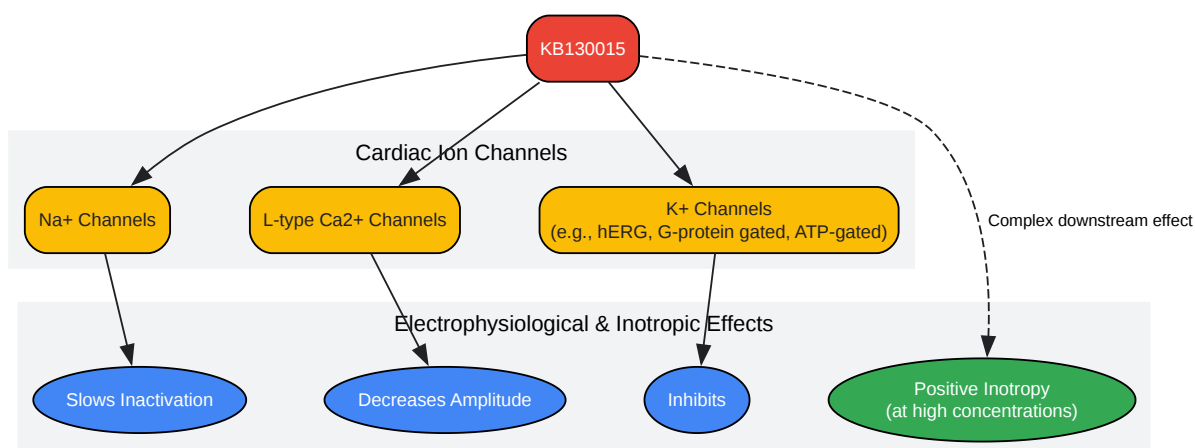 KB130015
Cardiac Ion Channels
Na+ Channels
L-type Ca2+ Channels
K+ Channels
(e.g., hERG, G-protein gated, ATP-gated)
Complex downstream effect
Electrophysiological & Inotropic Effects
Slows Inactivation
Decreases Amplitude
Inhibits
Positive Inotropy
(at high concentrations)